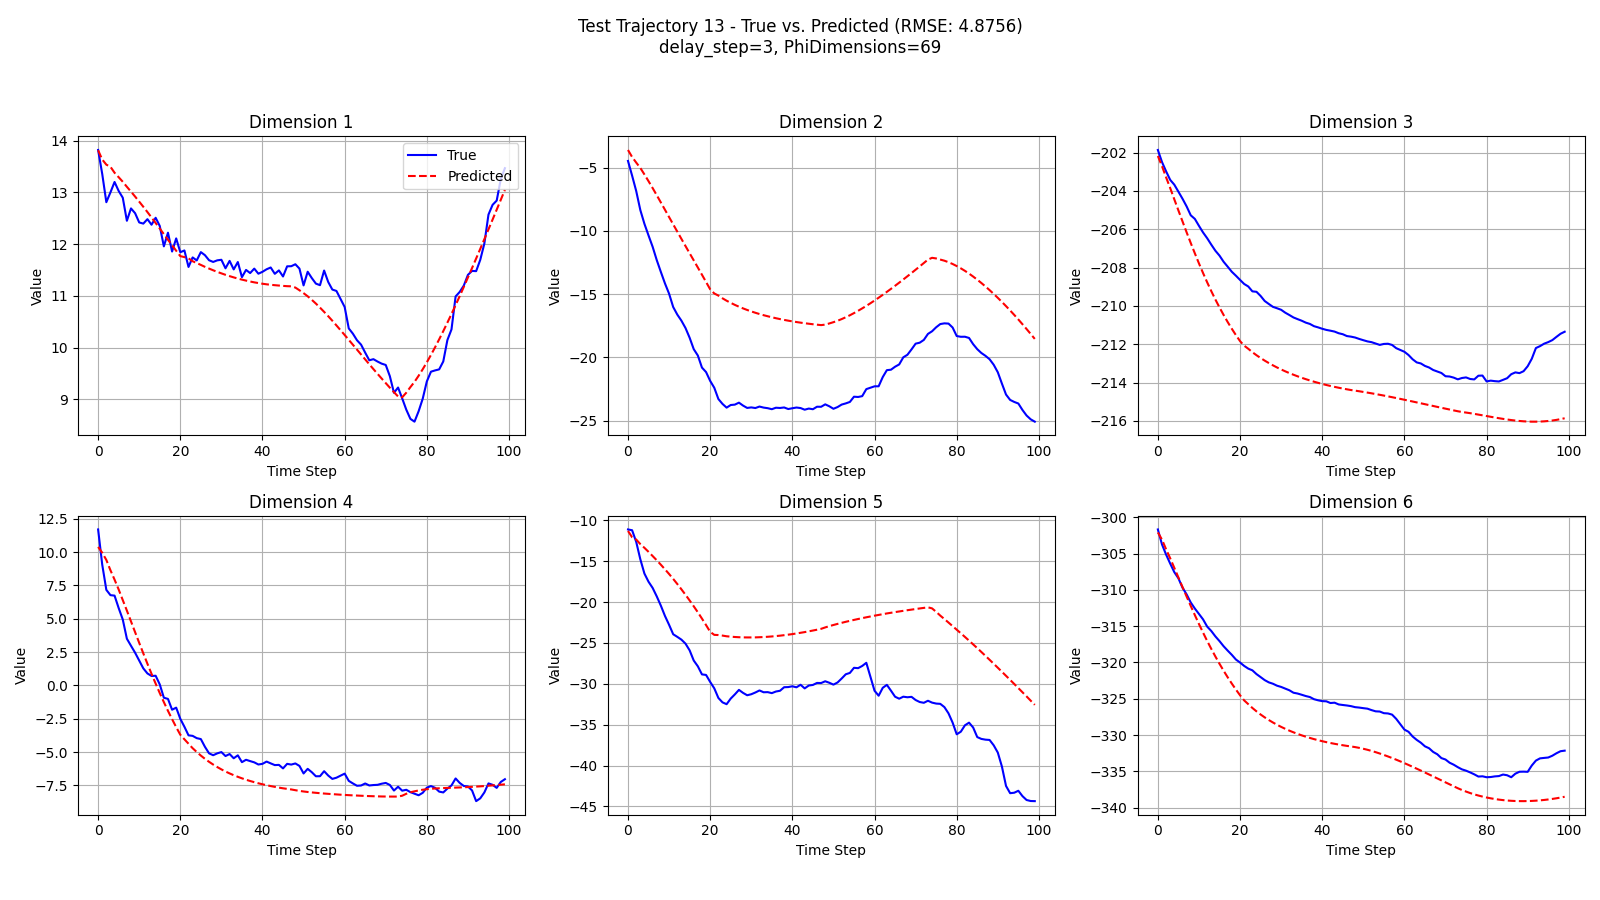 Test Trajectory 13 - True vs. Predicted (RMSE: 4.8756)
delay_step=3, PhiDimensions=69
Dimension 1
14
13
12
11
10
9
Value
0 20 40 60 80 100
Time Step
True
Predicted
Dimension 2
−5
−10
−15
−20
−25
Value
0 20 40 60 80 100
Time Step
Dimension 3
−202
−204
−206
−208
−210
−212
−214
−216
Value
0 20 40 60 80 100
Time Step
Dimension 4
12.5
10.0
7.5
5.0
2.5
0.0
−2.5
−5.0
−7.5
Value
0 20 40 60 80 100
Time Step
Dimension 5
−10
−15
−20
−25
−30
−35
−40
−45
Value
0 20 40 60 80 100
Time Step
Dimension 6
−300
−305
−310
−315
−320
−325
−330
−335
−340
Value
0 20 40 60 80 100
Time Step